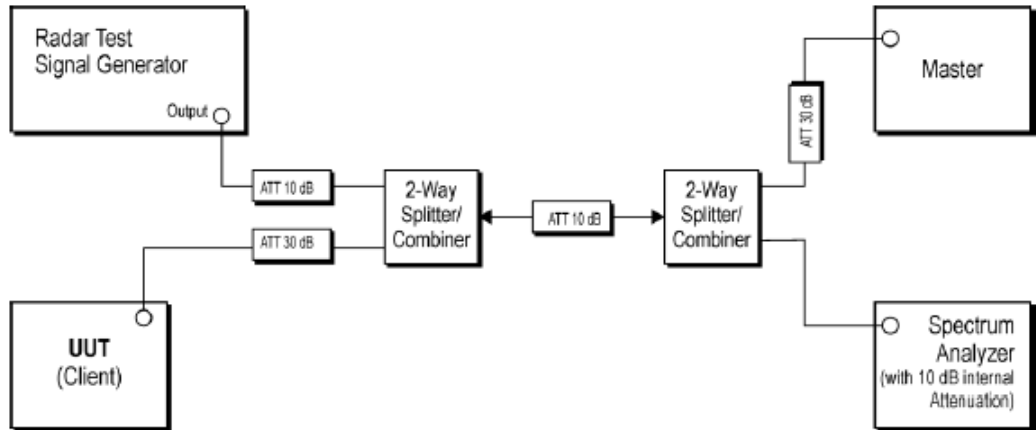 Radar Test
Signal Generator
Output
ATT 10 dB
ATT 30 dB
UUT
(Client)
2-Way
Splitter/
Combiner
ATT 10 dB
2-Way
Splitter/
Combiner
ATT 30 dB
Master
Spectrum
Analyzer
(with 10 dB internal
Attenuation)